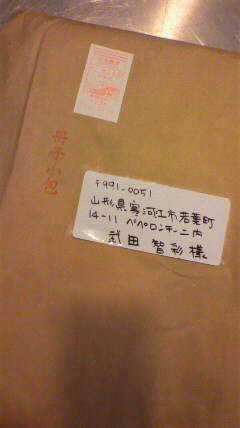 冊子小包
〒991-0051
山形県寒河江市若葉町
14-11 ペペロンチーニ内
武田 智彩 様